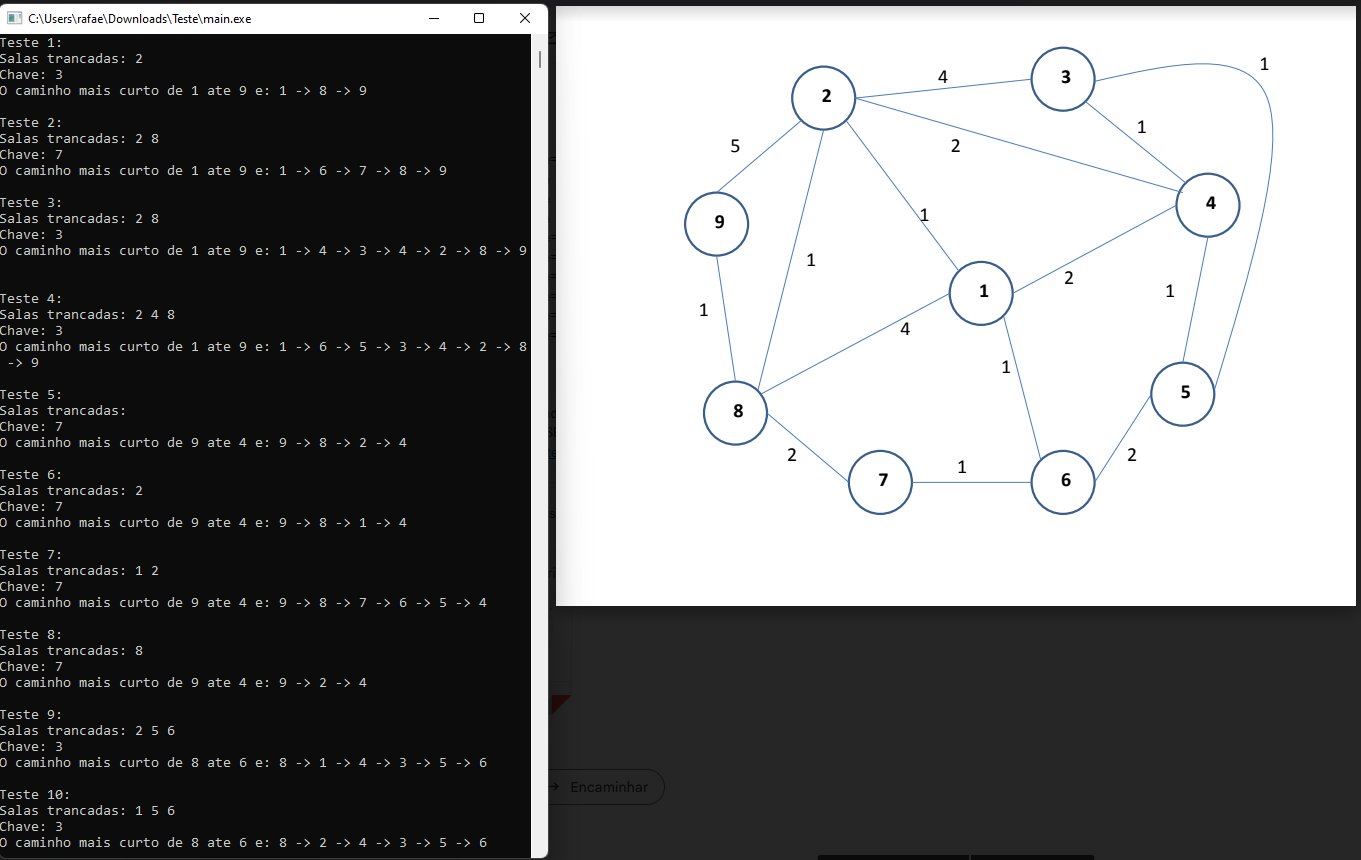 C:\Users\rafae\Downloads\Teste\main.exe
Teste 1:
Salas trancadas: 2
Chave: 3
O caminho mais curto de 1 ate 9 e: 1 -> 8 -> 9
Teste 2:
Salas trancadas: 2 8
Chave: 7
O caminho mais curto de 1 ate 9 e: 1 -> 6 -> 7 -> 8 -> 9
Teste 3:
Salas trancadas: 2 8
Chave: 3
O caminho mais curto de 1 ate 9 e: 1 -> 4 -> 3 -> 4 -> 2 -> 8 -> 9
Teste 4:
Salas trancadas: 2 4 8
Chave: 3
O caminho mais curto de 1 ate 9 e: 1 -> 6 -> 5 -> 3 -> 4 -> 2 -> 8
-> 9
Teste 5:
Salas trancadas:
Chave: 7
O caminho mais curto de 9 ate 4 e: 9 -> 8 -> 2 -> 4
Teste 6:
Salas trancadas: 2
Chave: 7
O caminho mais curto de 9 ate 4 e: 9 -> 8 -> 1 -> 4
Teste 7:
Salas trancadas: 1 2
Chave: 7
O caminho mais curto de 9 ate 4 e: 9 -> 8 -> 7 -> 6 -> 5 -> 4
Teste 8:
Salas trancadas: 8
Chave: 7
O caminho mais curto de 9 ate 4 e: 9 -> 2 -> 4
Teste 9:
Salas trancadas: 2 5 6
Chave: 3
O caminho mais curto de 8 ate 6 e: 8 -> 1 -> 4 -> 3 -> 5 -> 6
Teste 10:
Salas trancadas: 1 5 6
Chave: 3
O caminho mais curto de 8 ate 6 e: 8 -> 2 -> 4 -> 3 -> 5 -> 6
1
4
3
2
1
5
2
4
9
1
1
2
1
1
1
4
1
5
8
2
2
1
7
6
Encaminhar